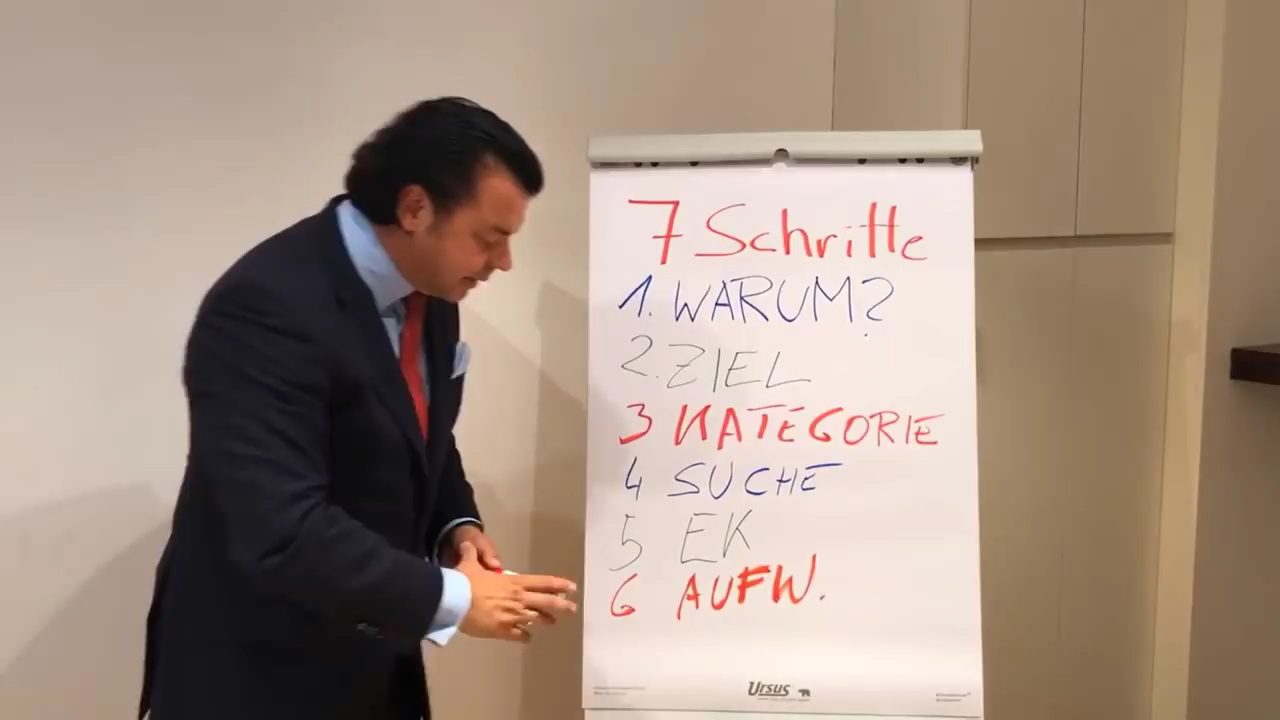 7 Schritte
1. WARUM?
2. ZIEL
3 KATEGORIE
4 SUCHE
5 EK
6 AUFW.
Ursus